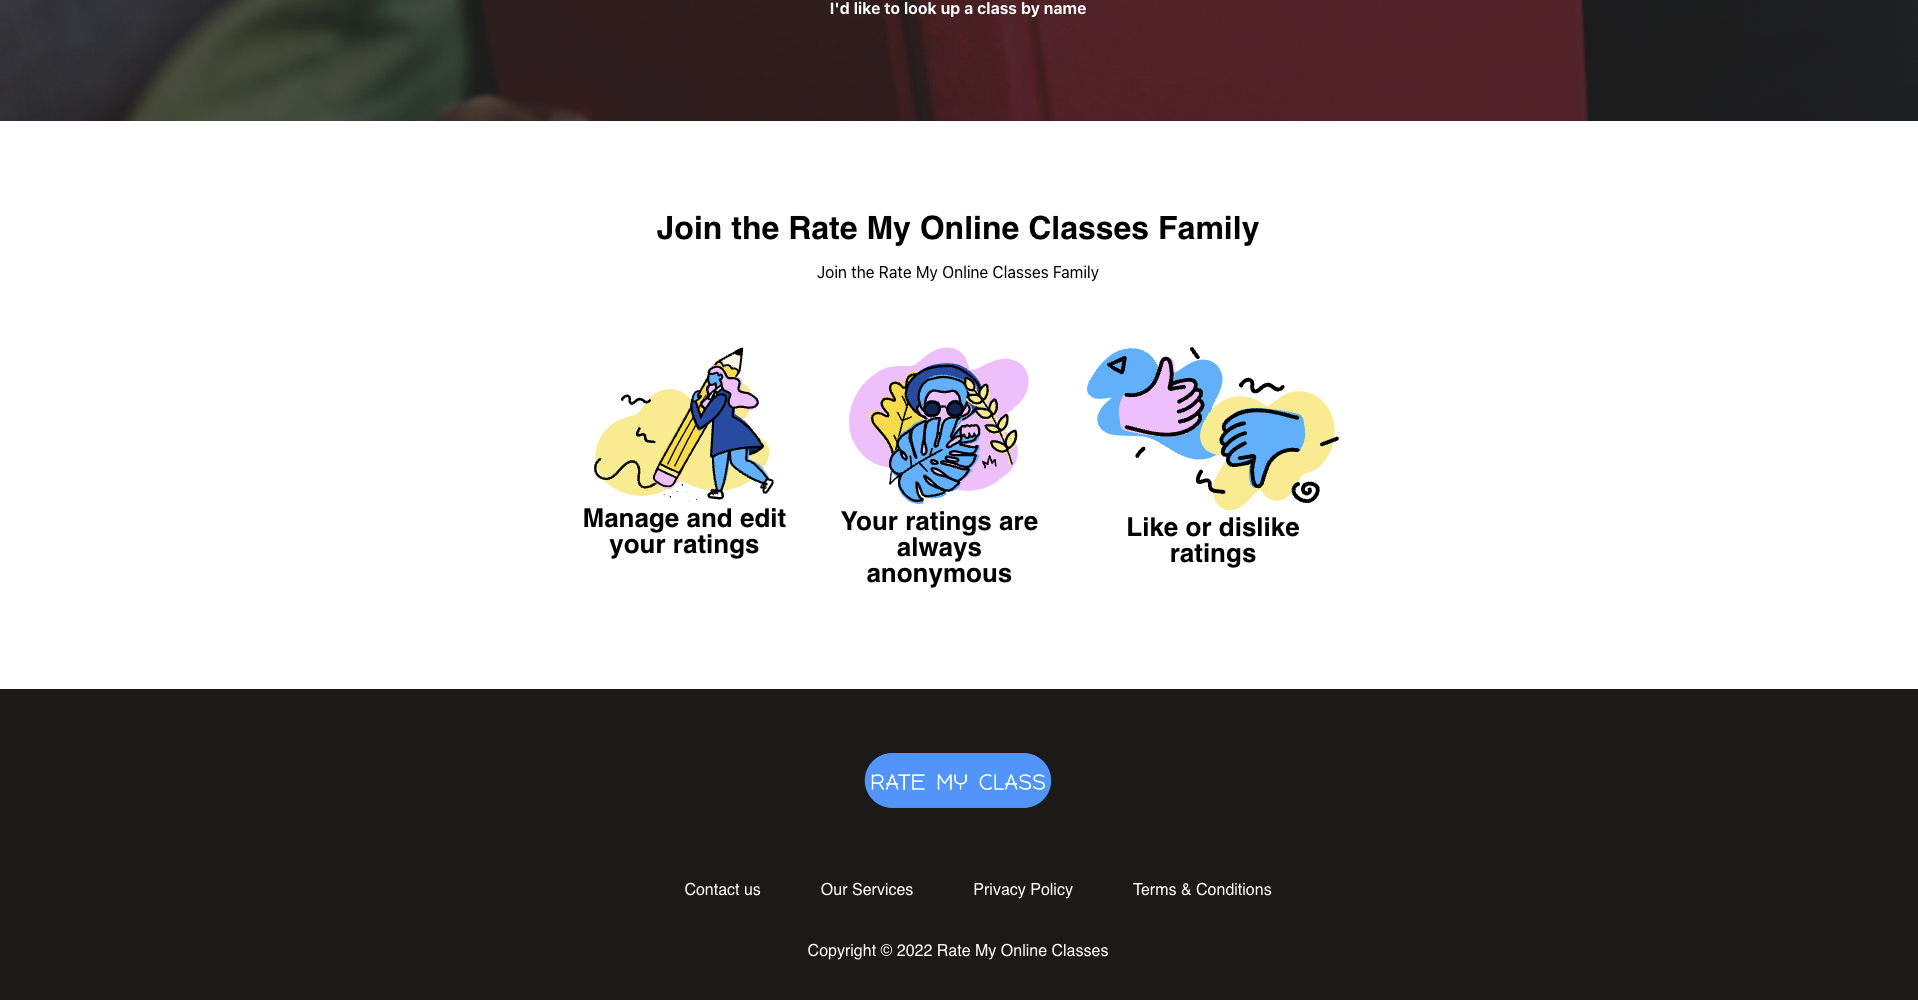 I'd like to look up a class by name
Join the Rate My Online Classes Family
Join the Rate My Online Classes Family
Manage and edit
your ratings
Your ratings are
always
anonymous
Like or dislike
ratings
RATE MY CLASS
Contact us
Our Services
Privacy Policy
Terms & Conditions
Copyright © 2022 Rate My Online Classes